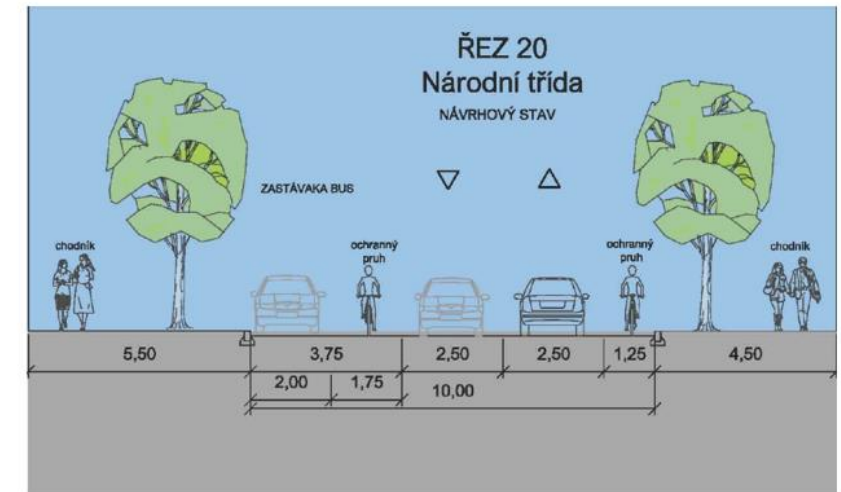 ŘEZ 20
Národní třída
NÁVRHOVÝ STAV
ZASTÁVAKA BUS
chodník
ochranný
pruh
ochranný
pruh
chodník
5,50
3,75
2,50
2,50
1,25
4,50
2,00
1,75
10,00